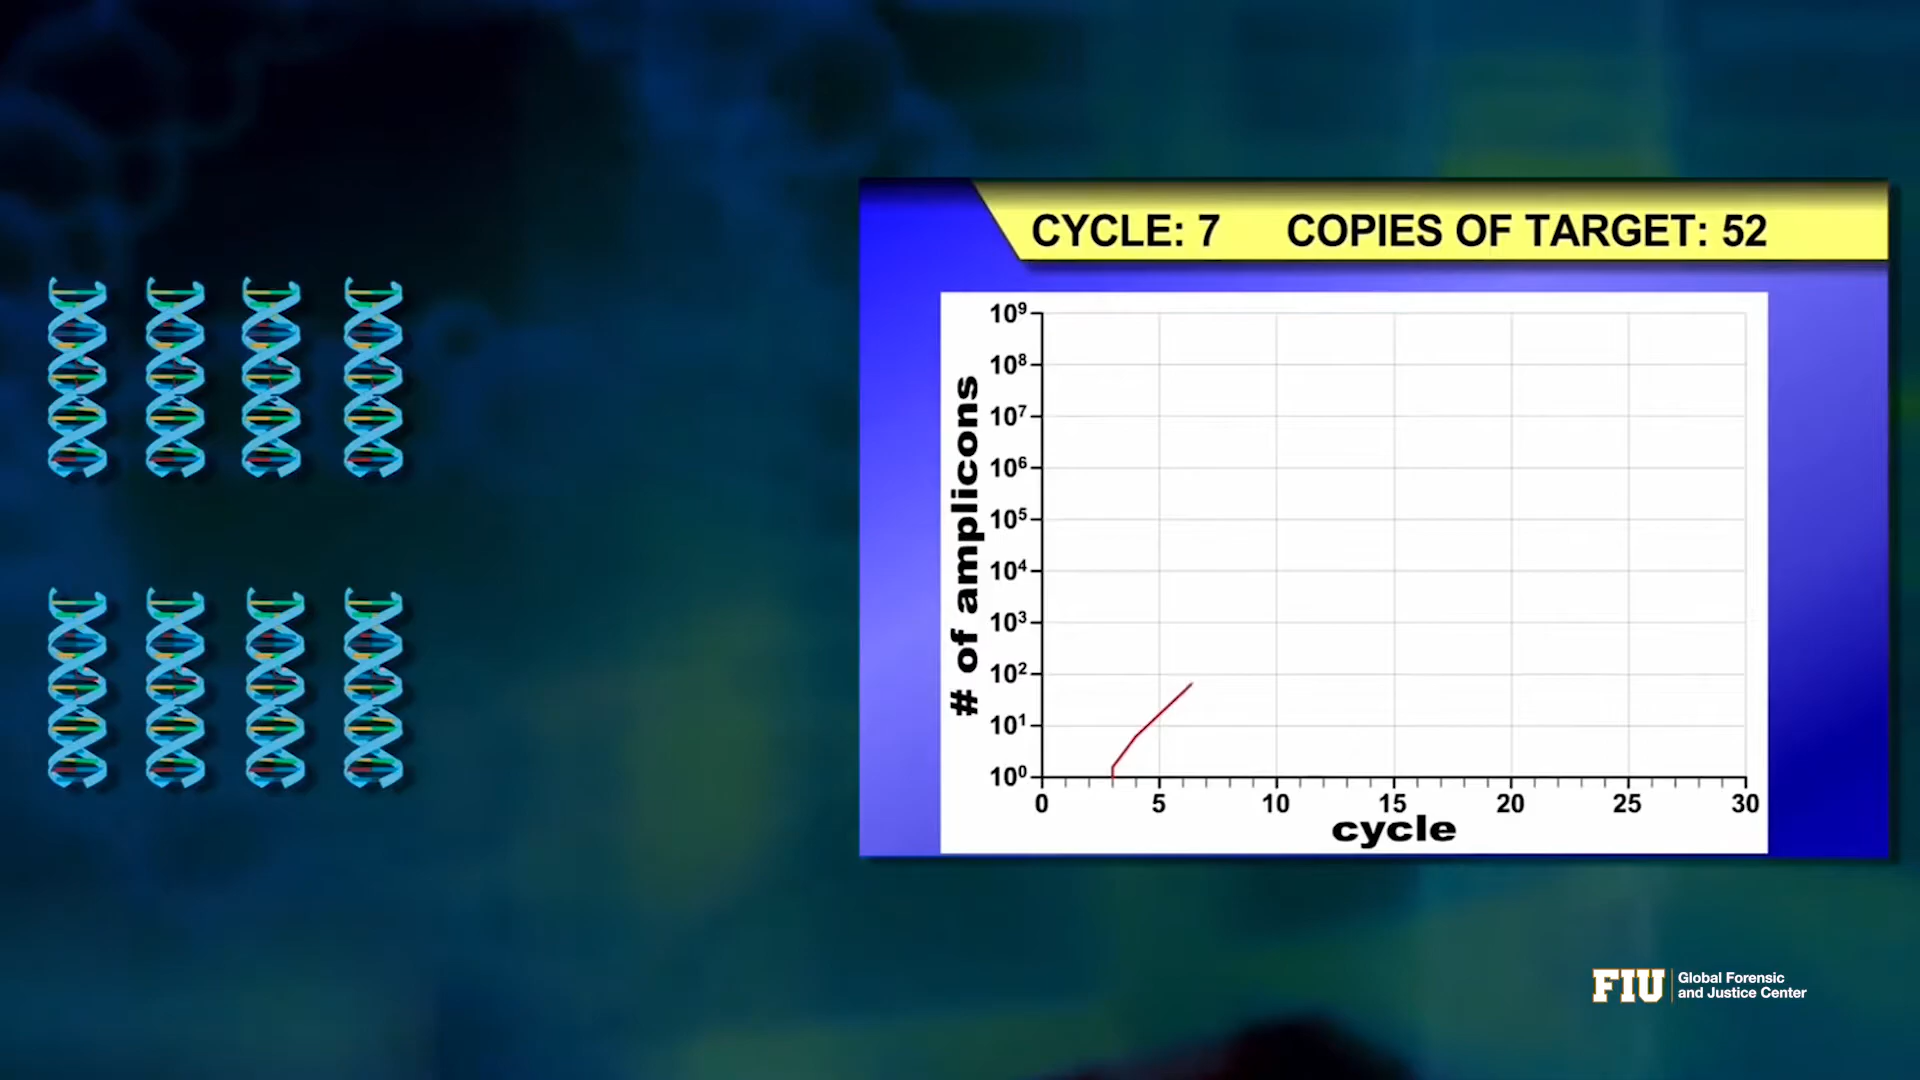 CYCLE: 7 COPIES OF TARGET: 52
10⁹
10⁸
10⁷
10⁶
10⁵
10⁴
10³
10²
10¹
10⁰
# of amplicons
0 5 10 15 20 25 30
cycle
FIU Global Forensic
and Justice Center